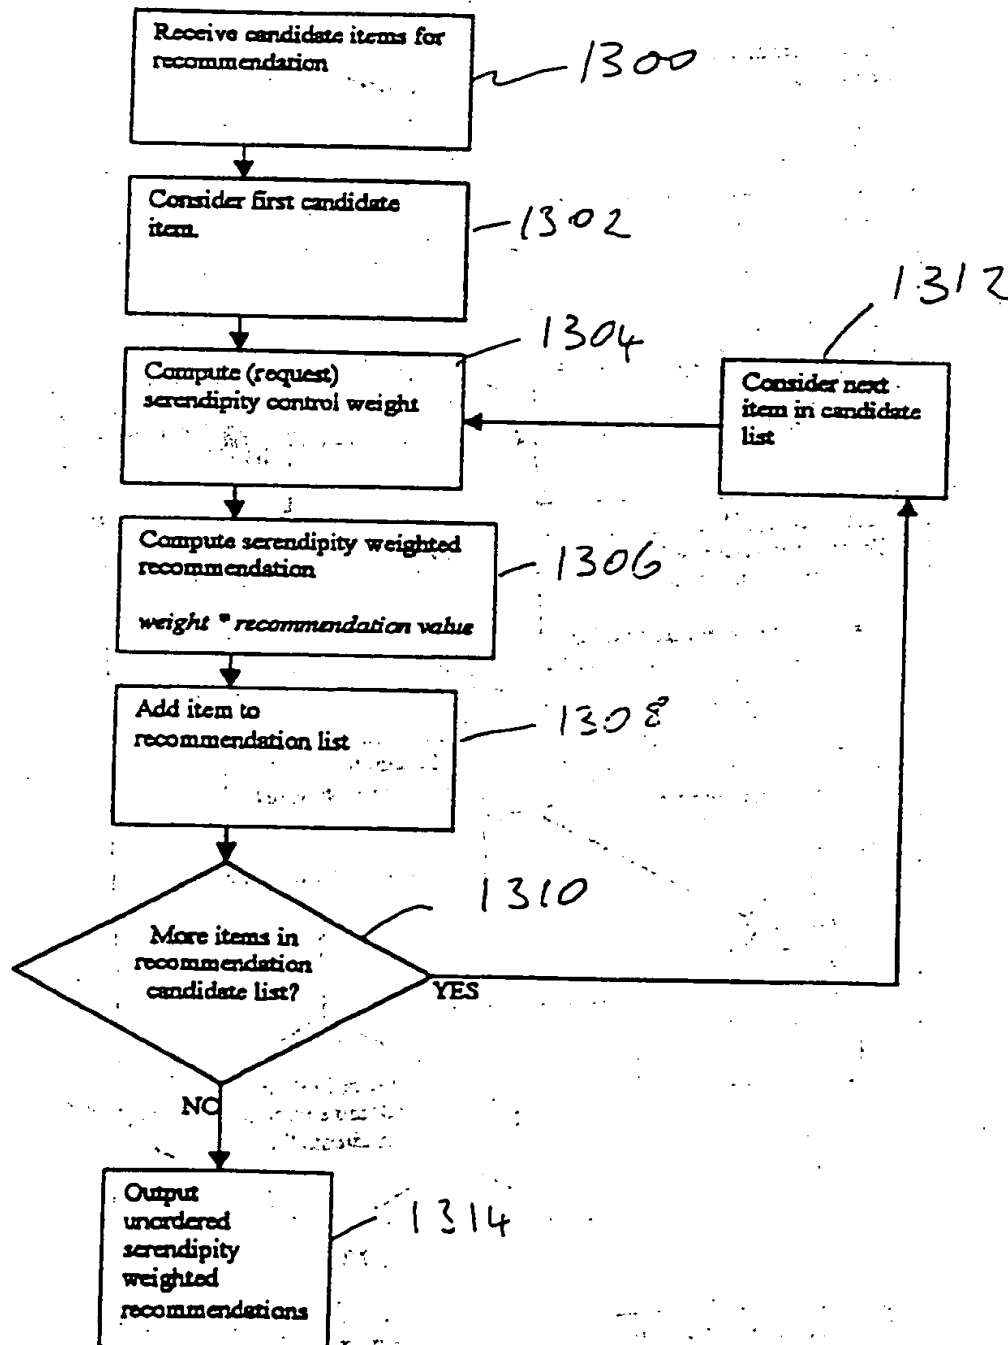 Receive candidate items for
recommendation
1300
Consider first candidate
item.
1302
1304
Compute (request)
serendipity control weight
1312
Consider next
item in candidate
list
Compute serendipity weighted
recommendation
weight * recommendation value
1306
Add item to
recommendation list
1308
1310
More items in
recommendation
candidate list?
YES
NO
Output
unordered
serendipity
weighted
recommendations
1314